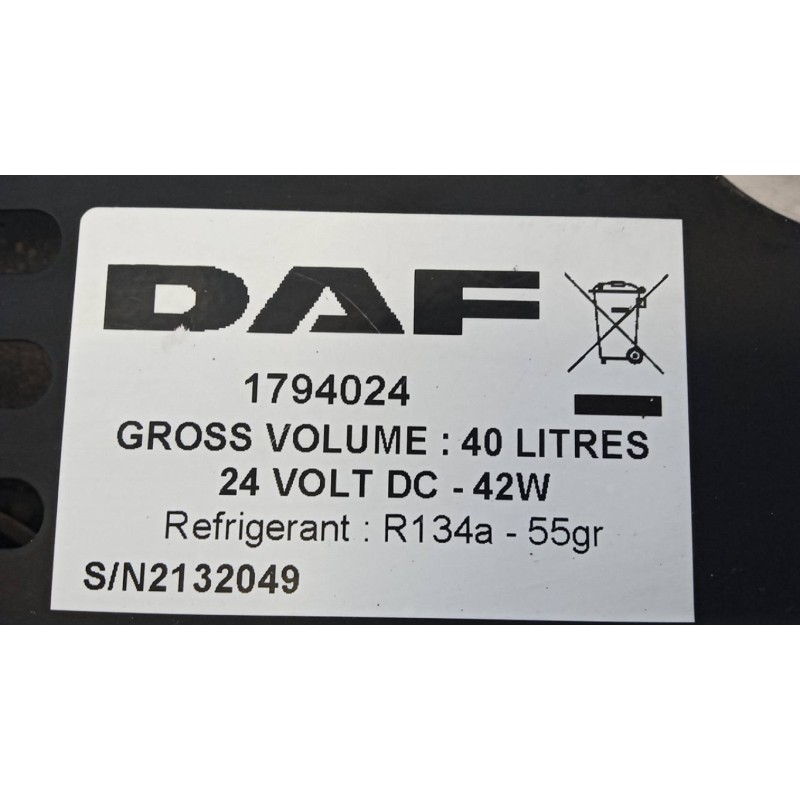 DAF
1794024
GROSS VOLUME : 40 LITRES
24 VOLT DC - 42W
Refrigerant : R134a - 55gr
S/N2132049